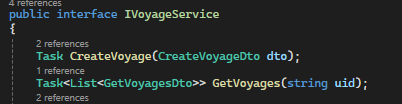 4 references
public interface IVoyageService
{
2 references
Task CreateVoyage(CreateVoyageDto dto);
1 reference
Task<List<GetVoyagesDto>> GetVoyages(string uid);
2 references